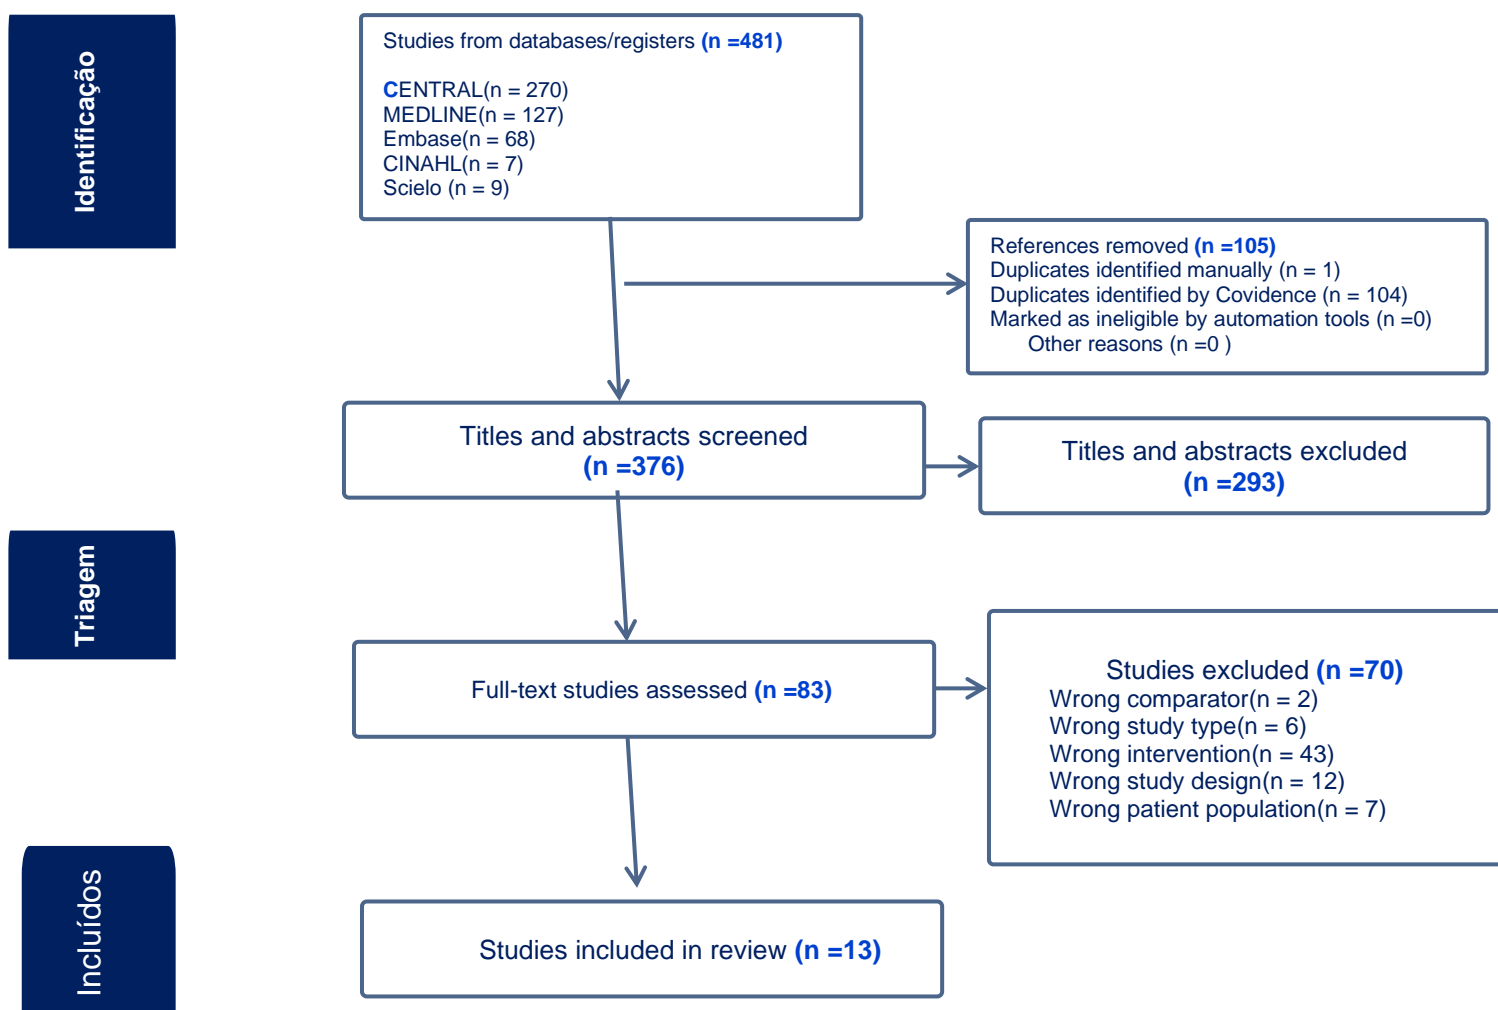 Identificação
Studies from databases/registers (n =481)
CENTRAL(n = 270)
MEDLINE(n = 127)
Embase(n = 68)
CINAHL(n = 7)
Scielo (n = 9)
References removed (n =105)
Duplicates identified manually (n = 1)
Duplicates identified by Covidence (n = 104)
Marked as ineligible by automation tools (n =0)
Other reasons (n =0 )
Titles and abstracts screened
(n =376)
Titles and abstracts excluded
(n =293)
Triagem
Full-text studies assessed (n =83)
Studies excluded (n =70)
Wrong comparator(n = 2)
Wrong study type(n = 6)
Wrong intervention(n = 43)
Wrong study design(n = 12)
Wrong patient population(n = 7)
Incluídos
Studies included in review (n =13)